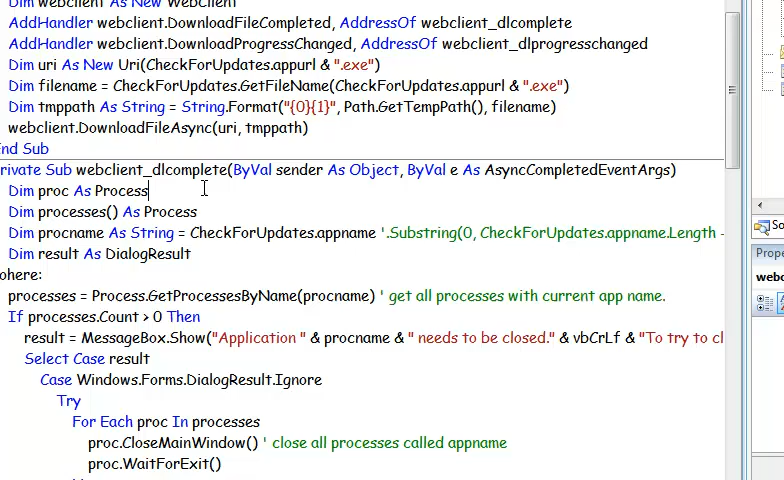 Dim webclient As New WebClient
AddHandler webclient.DownloadFileCompleted, AddressOf webclient_dlcomplete
AddHandler webclient.DownloadProgressChanged, AddressOf webclient_dlprogresschanged
Dim uri As New Uri(CheckForUpdates.appurl & ".exe")
Dim filename = CheckForUpdates.GetFileName(CheckForUpdates.appurl & ".exe")
Dim tmppath As String = String.Format("{0}{1}", Path.GetTempPath(), filename)
webclient.DownloadFileAsync(uri, tmppath)
End Sub
rivate Sub webclient_dlcomplete(ByVal sender As Object, ByVal e As AsyncCompletedEventArgs)
Dim proc As Process
Dim processes() As Process
Dim procname As String = CheckForUpdates.appname '.Substring(0, CheckForUpdates.appname.Length -
Dim result As DialogResult
ohere:
processes = Process.GetProcessesByName(procname) ' get all processes with current app name.
If processes.Count > 0 Then
result = MessageBox.Show("Application " & procname & " needs to be closed." & vbCrLf & "To try to cl
Select Case result
Case Windows.Forms.DialogResult.Ignore
Try
For Each proc In processes
proc.CloseMainWindow() ' close all processes called appname
proc.WaitForExit()
So
Prope
webc